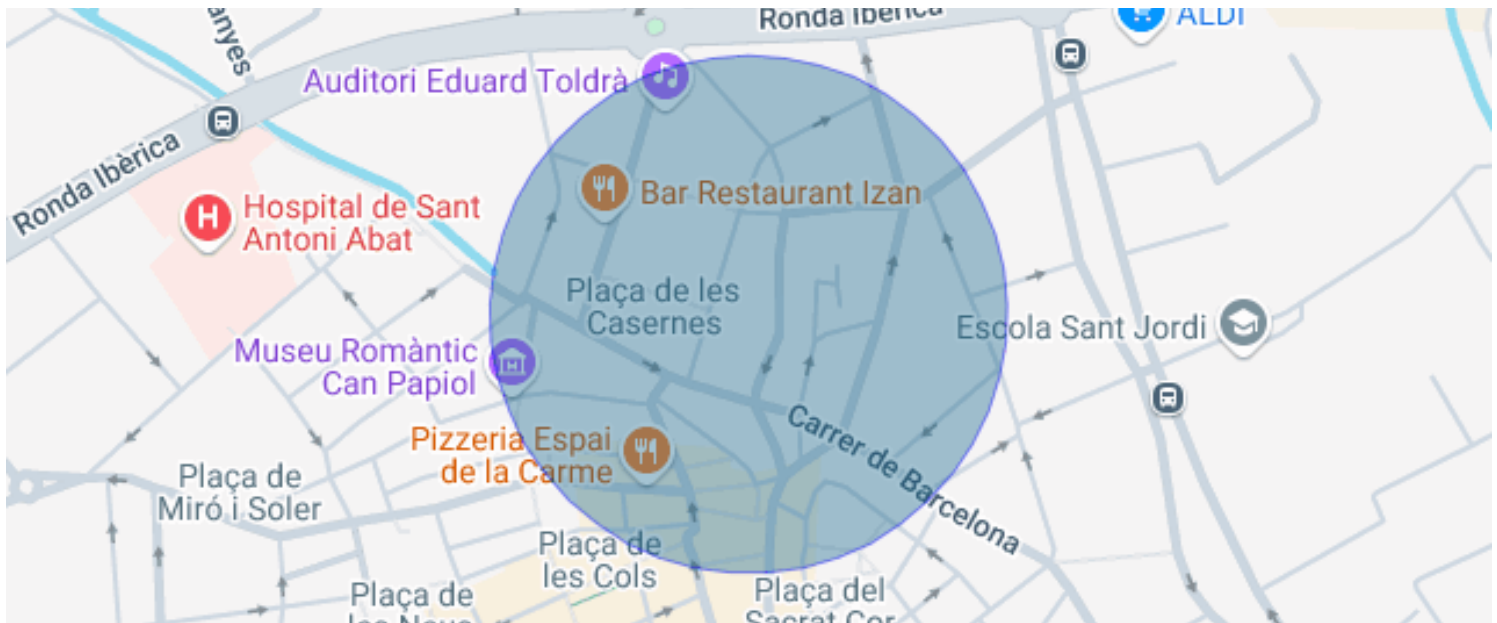 Ronda Ibèrica
ALDI
Auditori Eduard Toldrà
Ronda Ibèrica
Bar Restaurant Izan
Hospital de Sant
Antoni Abat
Plaça de les
Casernes
Escola Sant Jordi
Museu Romàntic
Can Papiol
Carrer de Barcelona
Pizzeria Espai
de la Carme
Plaça de
Miró i Soler
Plaça de
les Cols
Plaça del
Sacrat Cor
Plaça de